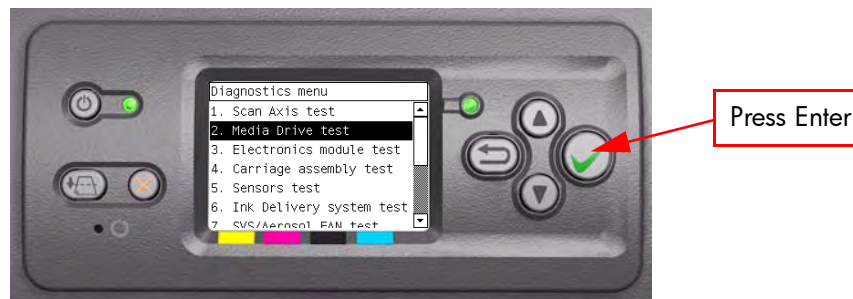 Diagnostics menu
1. Scan Axis test
2. Media Drive test
3. Electronics module test
4. Carriage assembly test
5. Sensors test
6. Ink Delivery system test
7. SVS/Aerosol FAN test
Press Enter